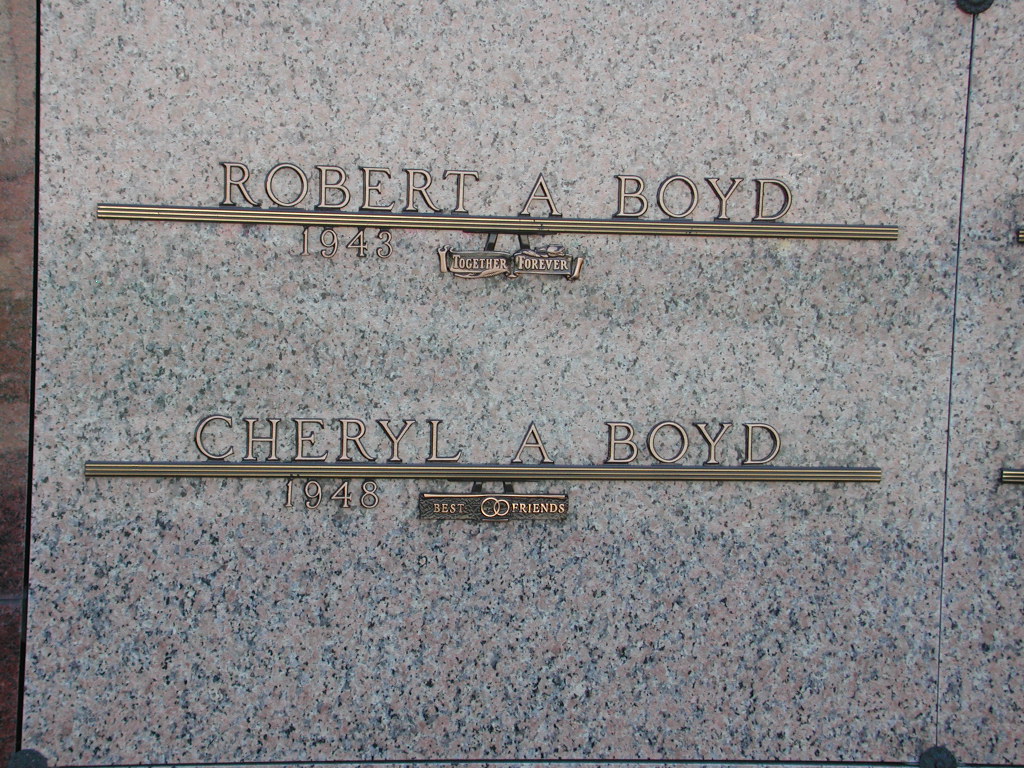 ROBERT A BOYD
1943
TOGETHER FOREVER
CHERYL A BOYD
1948
BEST FRIENDS